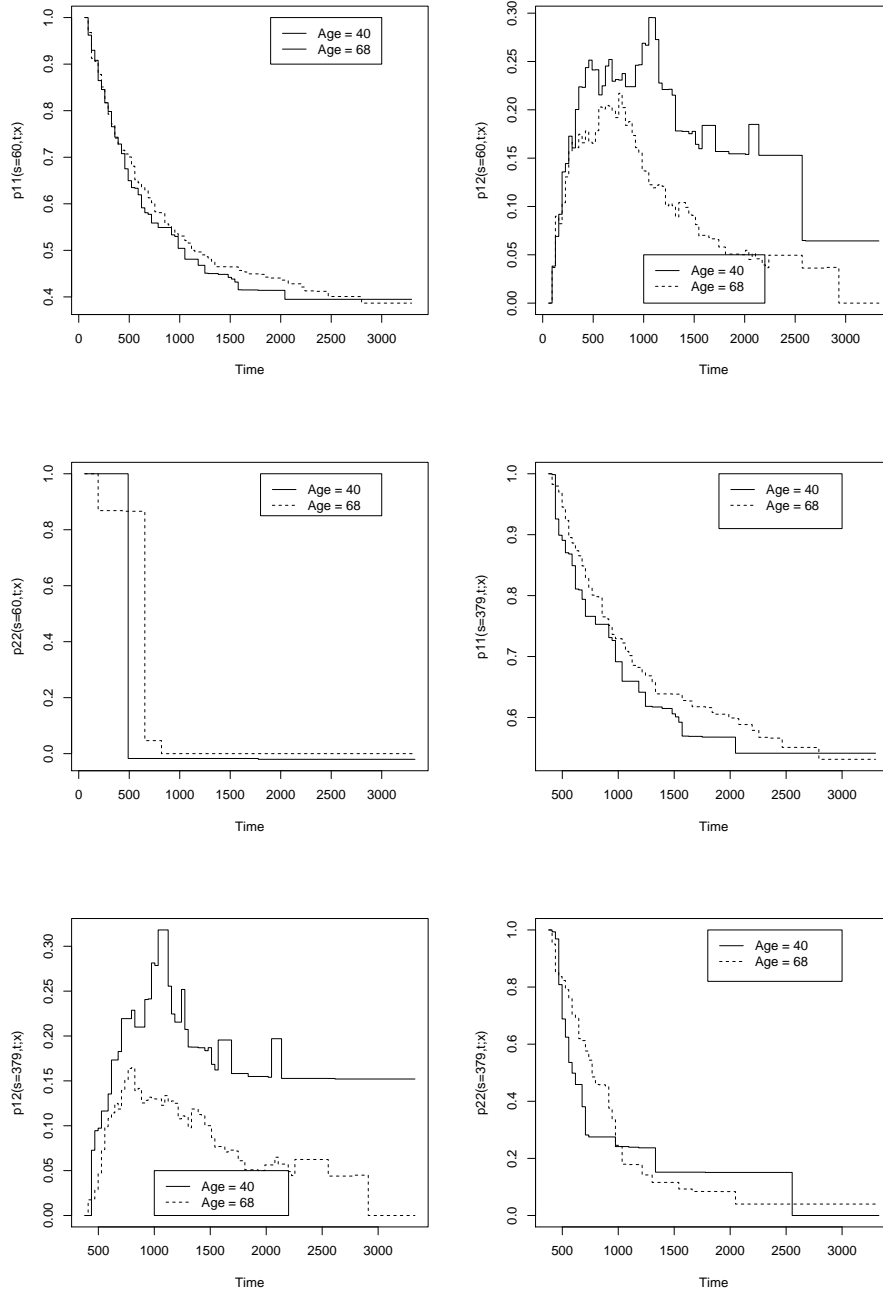 p11(s=60,t;x)
1.0
0.9
0.8
0.7
0.6
0.5
0.4
Age = 40
Age = 68
0 500 1000 1500 2000 2500 3000
Time
p12(s=60,t;x)
0.30
0.25
0.20
0.15
0.10
0.05
0.00
Age = 40
Age = 68
0 500 1000 1500 2000 2500 3000
Time
p22(s=60,t;x)
1.0
0.8
0.6
0.4
0.2
0.0
Age = 40
Age = 68
0 500 1000 1500 2000 2500 3000
Time
p11(s=379,t;x)
1.0
0.9
0.8
0.7
0.6
Age = 40
Age = 68
500 1000 1500 2000 2500 3000
Time
p12(s=379,t;x)
0.30
0.25
0.20
0.15
0.10
0.05
0.00
Age = 40
Age = 68
500 1000 1500 2000 2500 3000
Time
p22(s=379,t;x)
1.0
0.8
0.6
0.4
0.2
0.0
Age = 40
Age = 68
500 1000 1500 2000 2500 3000
Time